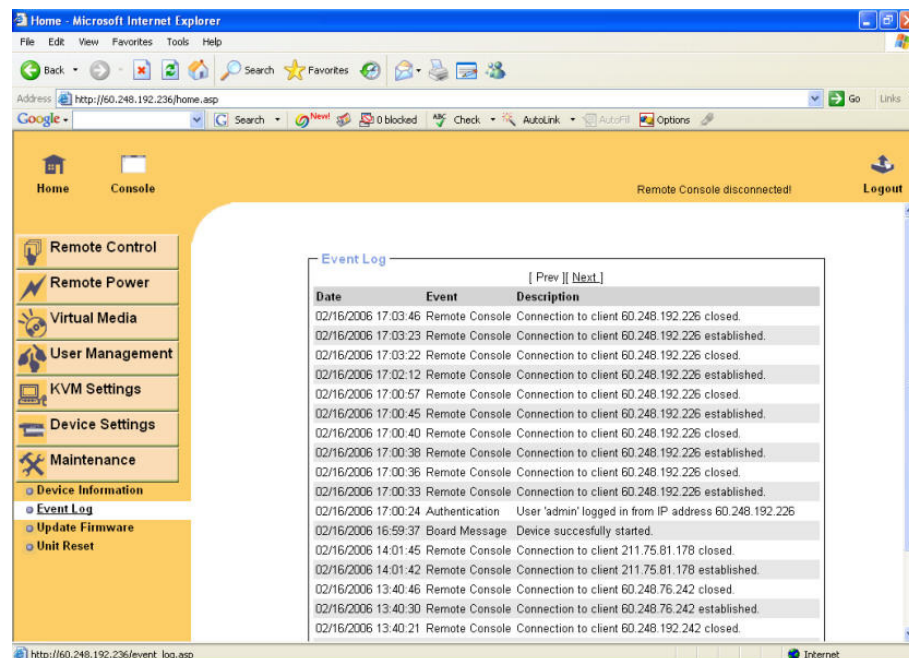 Home - Microsoft Internet Explorer
File Edit View Favorites Tools Help
Back Search Favorites
Address http://60.248.192.236/home.asp Go Links
Google Search New! 0 blocked ABC Check AutoLink AutoFill Options
Home Console Remote Console disconnected! Logout
Remote Control
Remote Power
Virtual Media
User Management
KVM Settings
Device Settings
Maintenance
Device Information
Event Log
Update Firmware
Unit Reset
Event Log
[ Prev ][ Next ]
Date Event Description
02/16/2006 17:03:46 Remote Console Connection to client 60.248.192.226 closed.
02/16/2006 17:03:23 Remote Console Connection to client 60.248.192.226 established.
02/16/2006 17:03:22 Remote Console Connection to client 60.248.192.226 closed.
02/16/2006 17:02:12 Remote Console Connection to client 60.248.192.226 established.
02/16/2006 17:00:57 Remote Console Connection to client 60.248.192.226 closed.
02/16/2006 17:00:45 Remote Console Connection to client 60.248.192.226 established.
02/16/2006 17:00:40 Remote Console Connection to client 60.248.192.226 closed.
02/16/2006 17:00:38 Remote Console Connection to client 60.248.192.226 established.
02/16/2006 17:00:36 Remote Console Connection to client 60.248.192.226 closed.
02/16/2006 17:00:33 Remote Console Connection to client 60.248.192.226 established.
02/16/2006 17:00:24 Authentication User 'admin' logged in from IP address 60.248.192.226
02/16/2006 16:59:37 Board Message Device succesfully started.
02/16/2006 14:01:45 Remote Console Connection to client 211.75.81.178 closed.
02/16/2006 14:01:42 Remote Console Connection to client 211.75.81.178 established.
02/16/2006 13:40:46 Remote Console Connection to client 60.248.76.242 closed.
02/16/2006 13:40:30 Remote Console Connection to client 60.248.76.242 established.
02/16/2006 13:40:21 Remote Console Connection to client 60.248.192.242 closed.
http://60.248.192.236/event_log.asp Internet